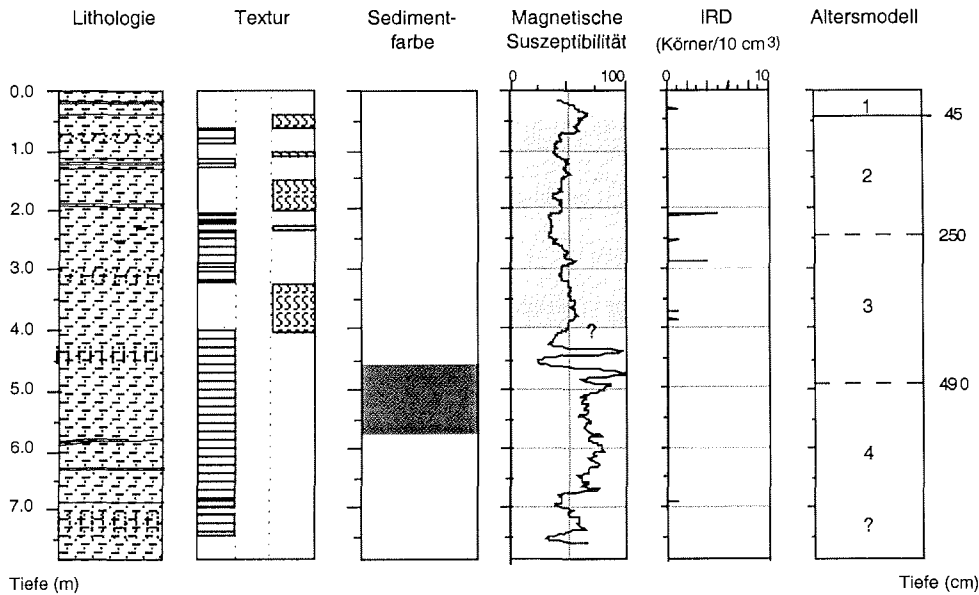 Lithologie
Textur
Sediment-
farbe
Magnetische
Suszeptibilität
IRD
(Körner/10 cm³)
Altersmodell
0 100
0 10
0.0
1.0
2.0
3.0
4.0
5.0
6.0
7.0
?
1
2
3
4
?
45
250
490
Tiefe (m)
Tiefe (cm)